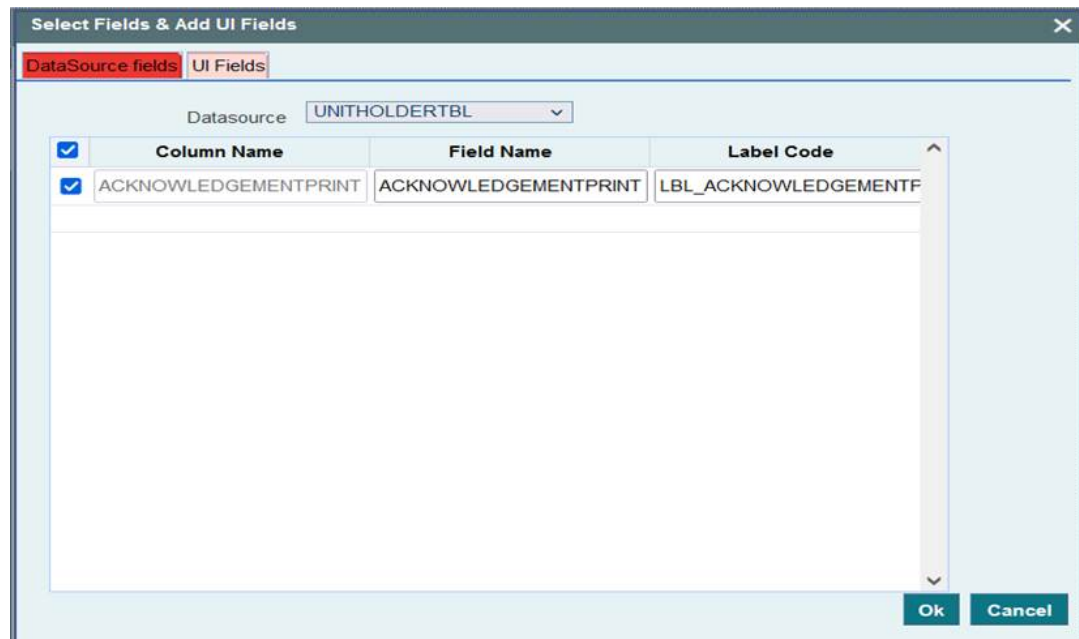 Select Fields & Add UI Fields
DataSource fields UI Fields
Datasource UNITHOLDERTBL
Column Name Field Name Label Code
ACKNOWLEDGEMENTPRINT ACKNOWLEDGEMENTPRINT LBL_ACKNOWLEDGEMENTP
Ok Cancel